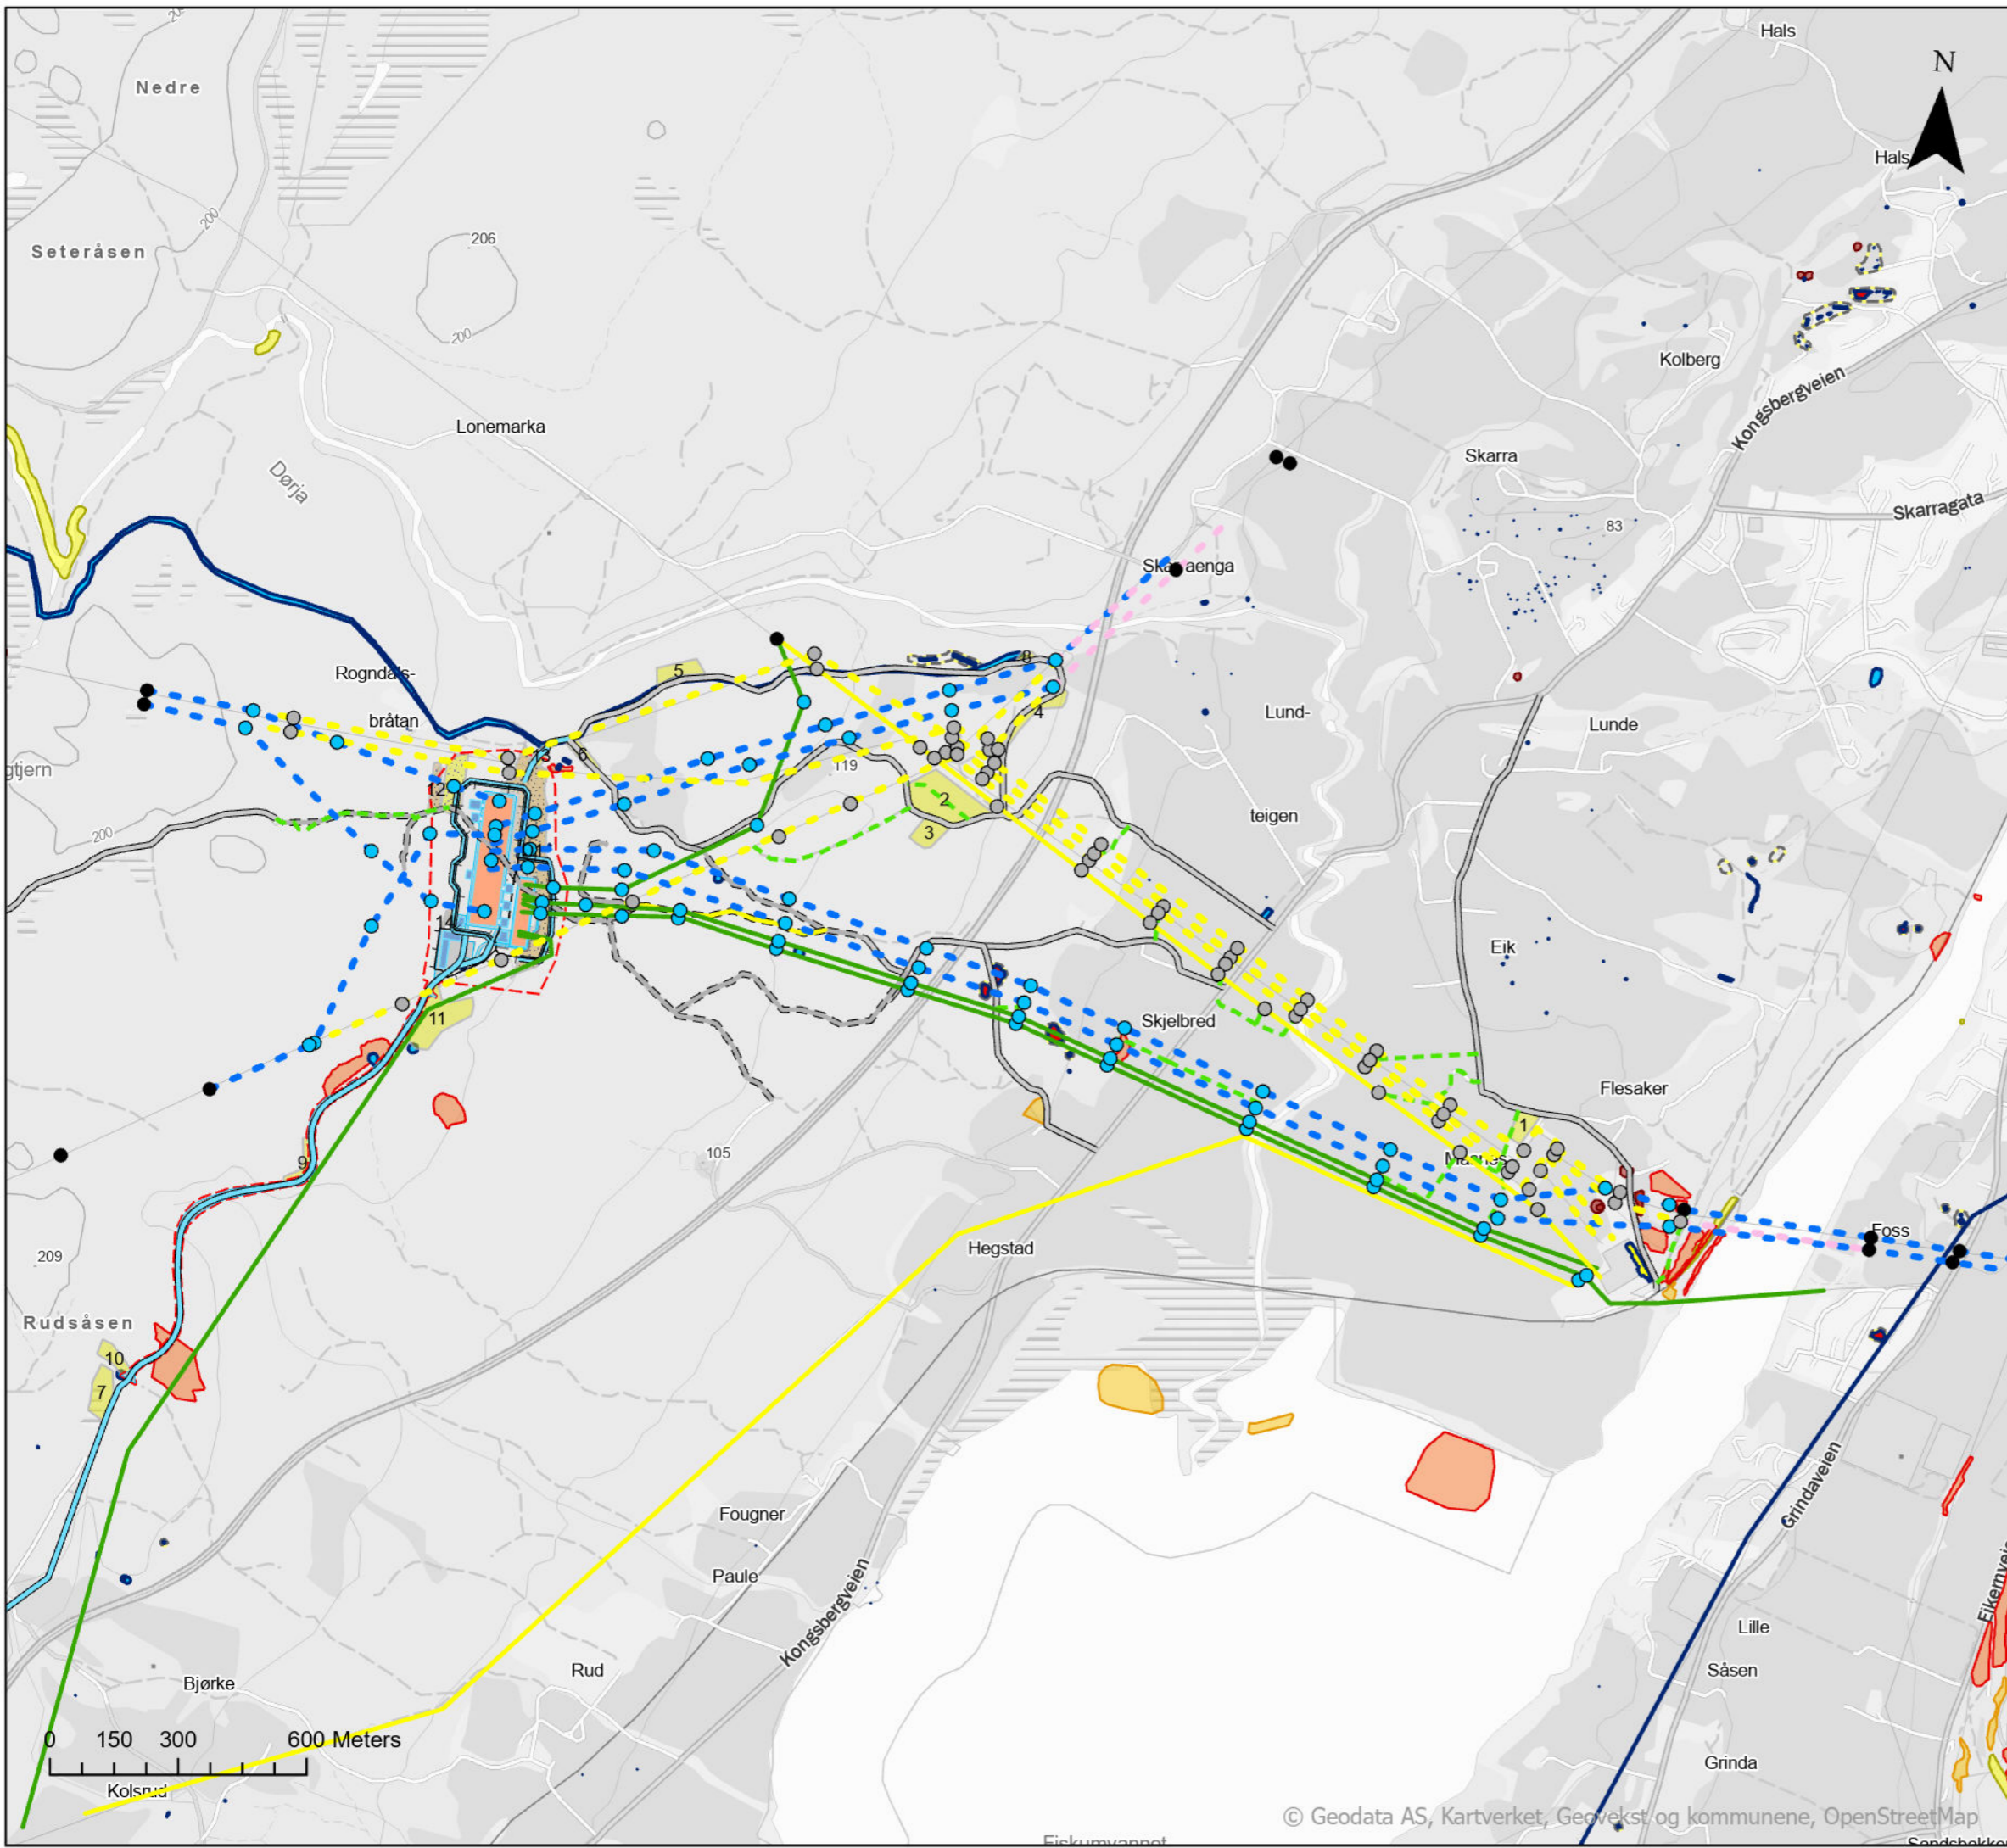 Hals
N
Nedre
Hals
200
206
Seteråsen
200
Kolberg
Kongsbergveien
Lonemarka
Skarra
Dørja
Skarragata
83
5
8
Rogndals-
Lund-
4
Lunde
bråtan
6
13
119
12
2
teigen
3
200
14
Eik
11
Skjelbred
Flesaker
1
105
9
Foss
Hegstad
209
Rudsåsen
10
7
Grindaveien
Fougner
Paule
Kongsbergveien
Lille
Rud
Såsen
Bjørke
0 150 300 600 Meters
Grinda
Kolsrud
© Geodata AS, Kartverket, Geovekst og kommunene, OpenStreetMap